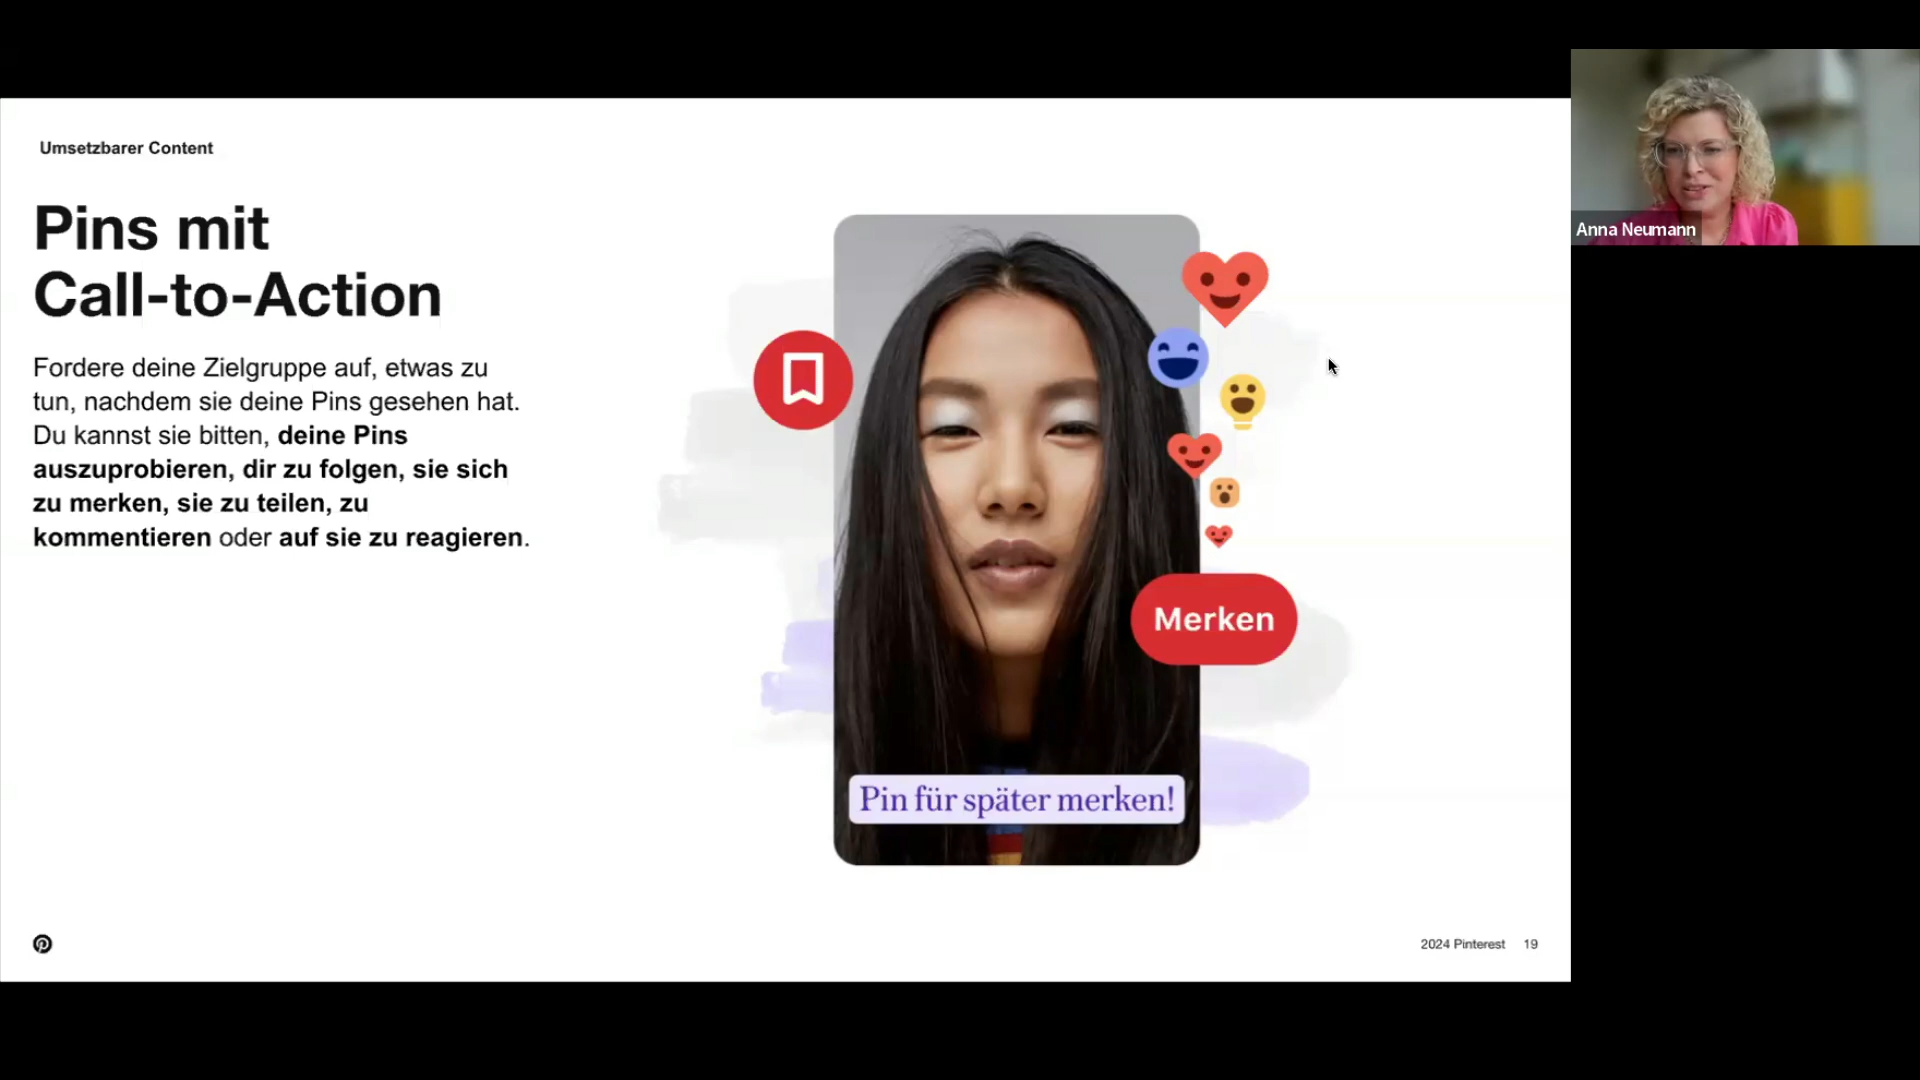 Umsetzbarer Content
Pins mit
Call-to-Action
Fordere deine Zielgruppe auf, etwas zu
tun, nachdem sie deine Pins gesehen hat.
Du kannst sie bitten, deine Pins
auszuprobieren, dir zu folgen, sie sich
zu merken, sie zu teilen, zu
kommentieren oder auf sie zu reagieren.
Merken
Pin für später merken!
2024 Pinterest 19
Anna Neumann